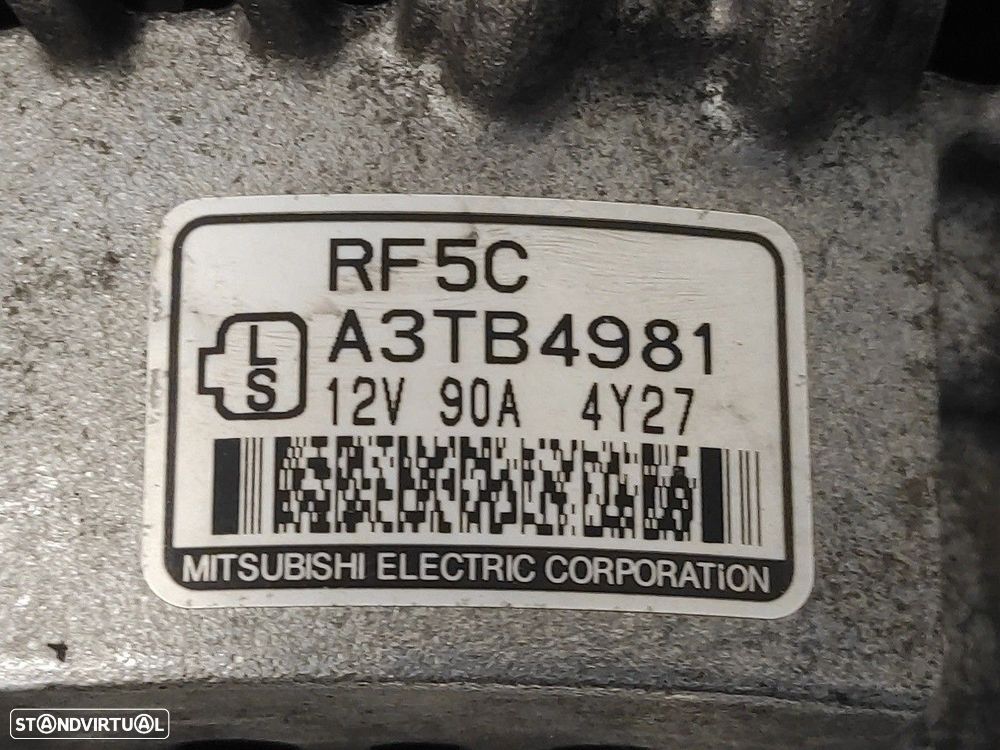 RF5C
A3TB4981
L
S
12V 90A 4Y27
MITSUBISHI ELECTRIC CORPORATiON
STANDVIRTUAL